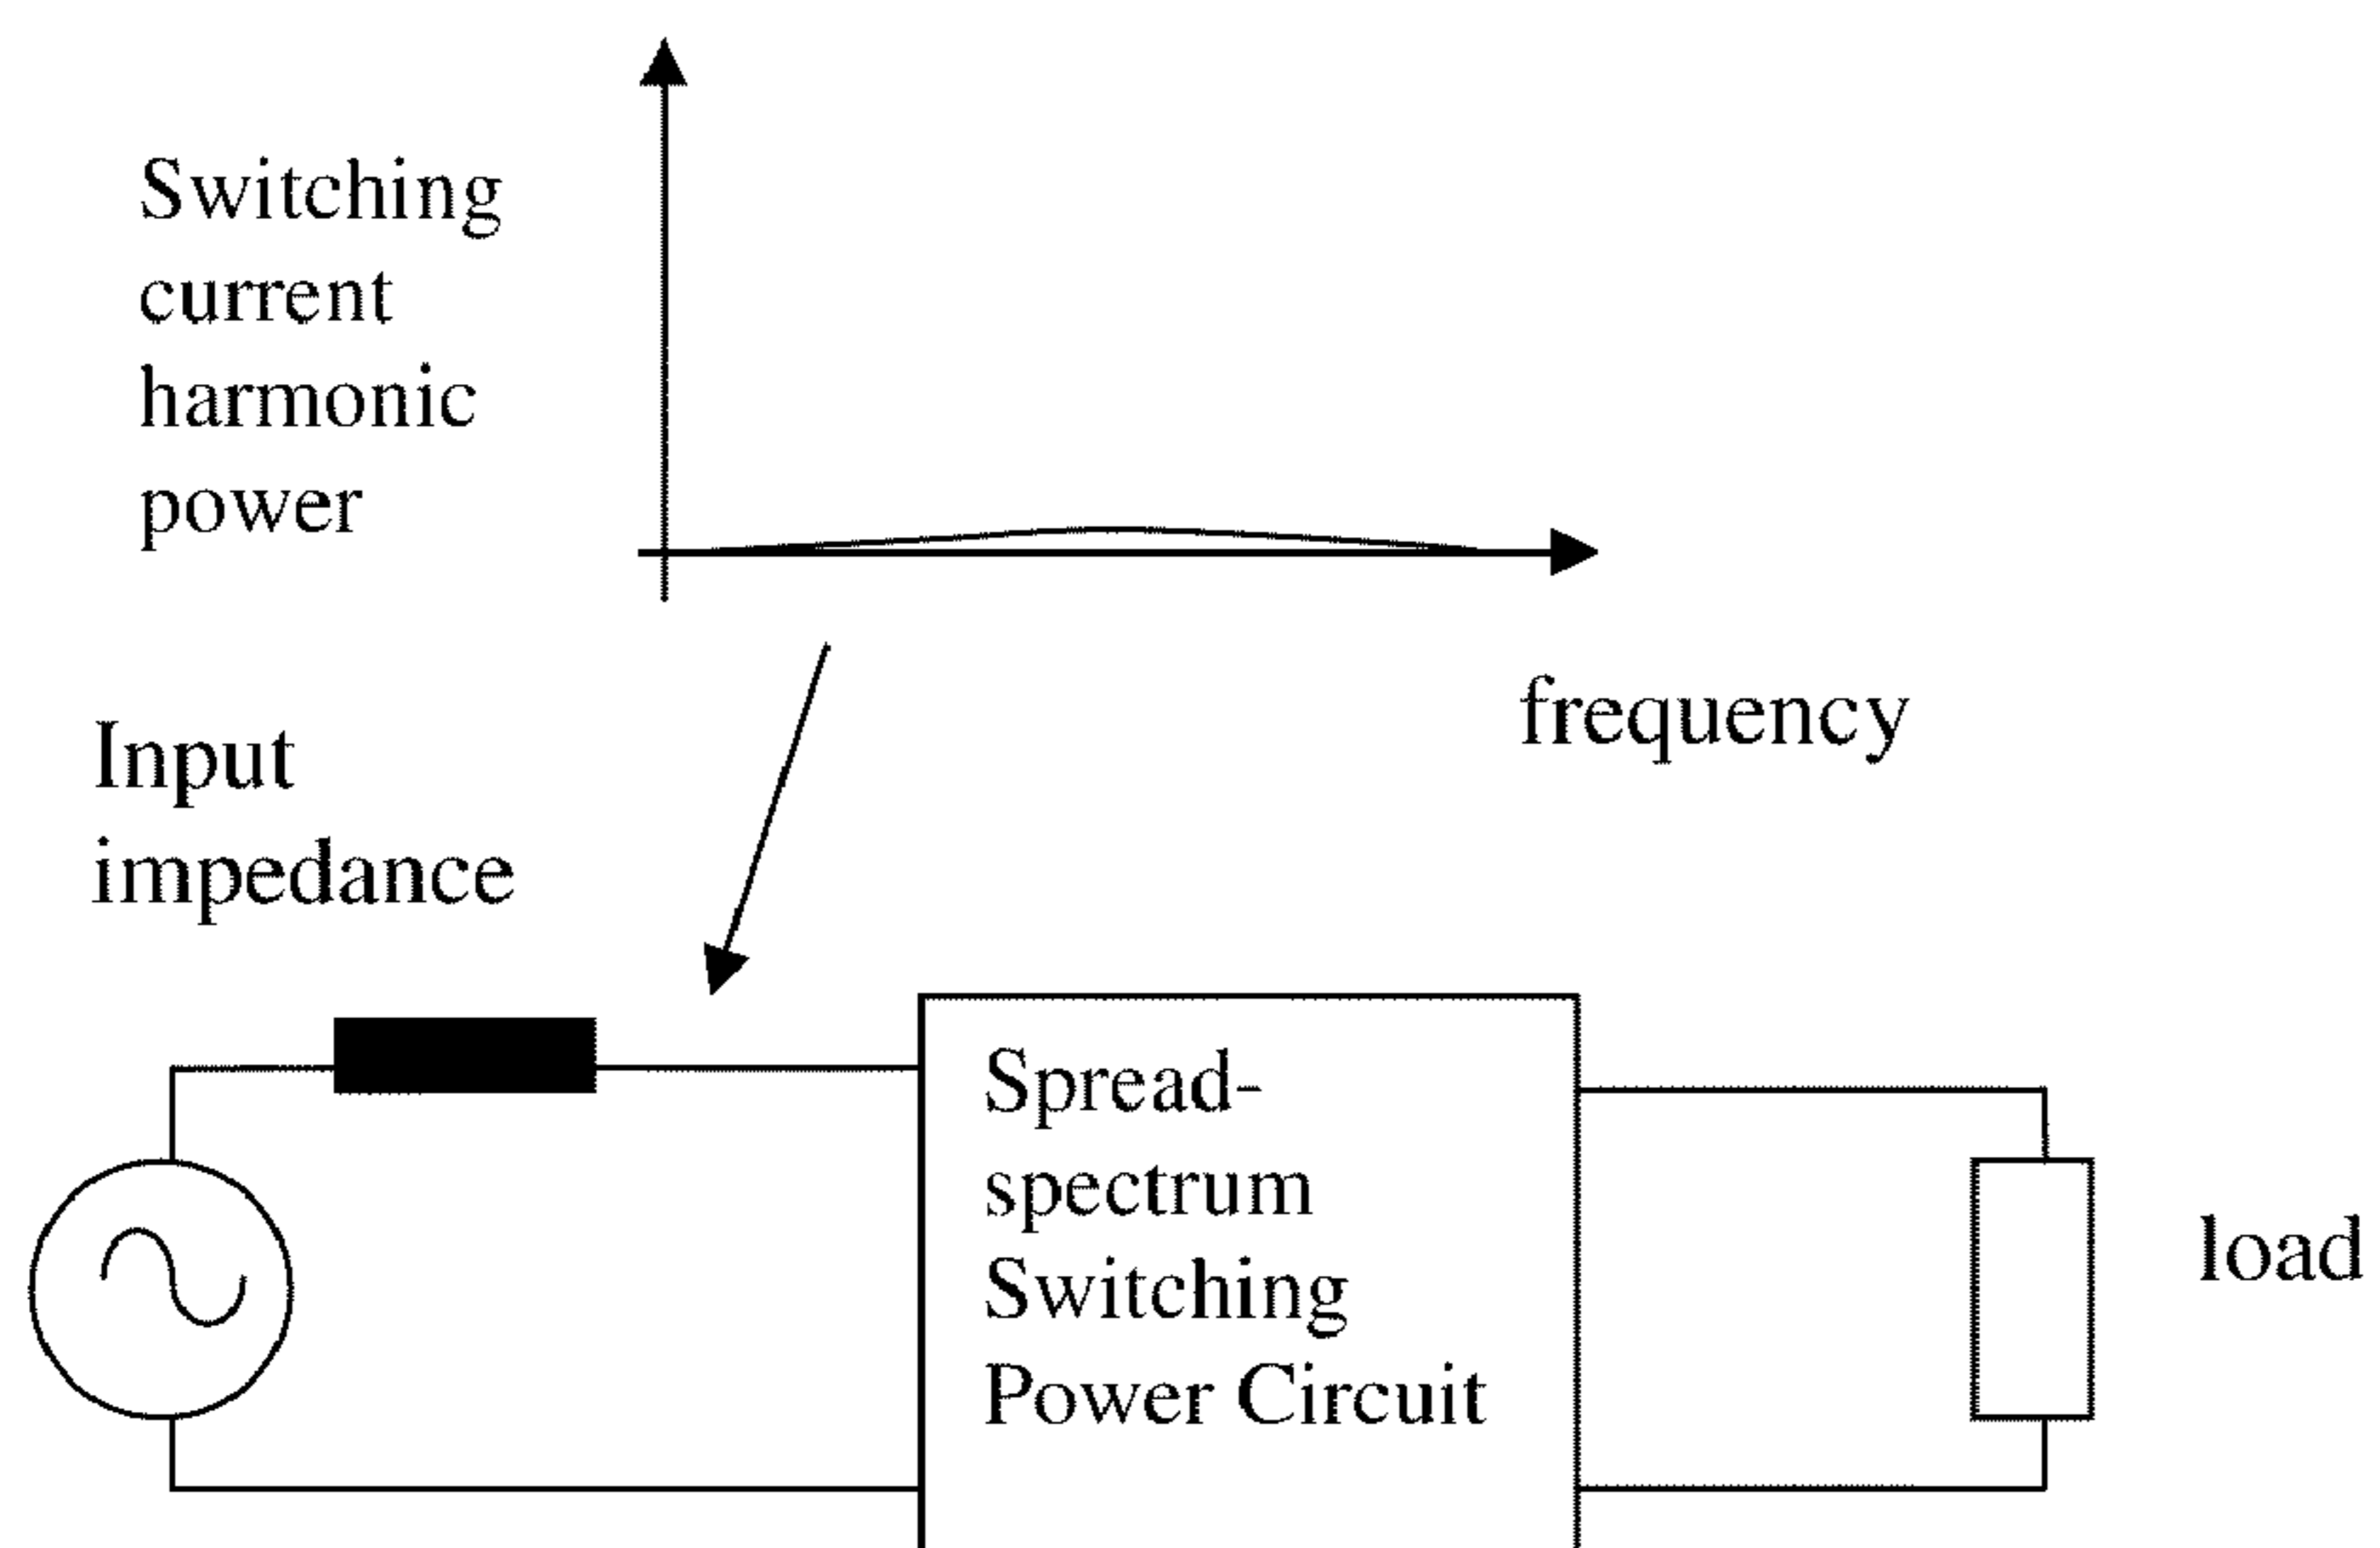 Switching
current
harmonic
power
frequency
Input
impedance
Spread-
spectrum
Switching
Power Circuit
load